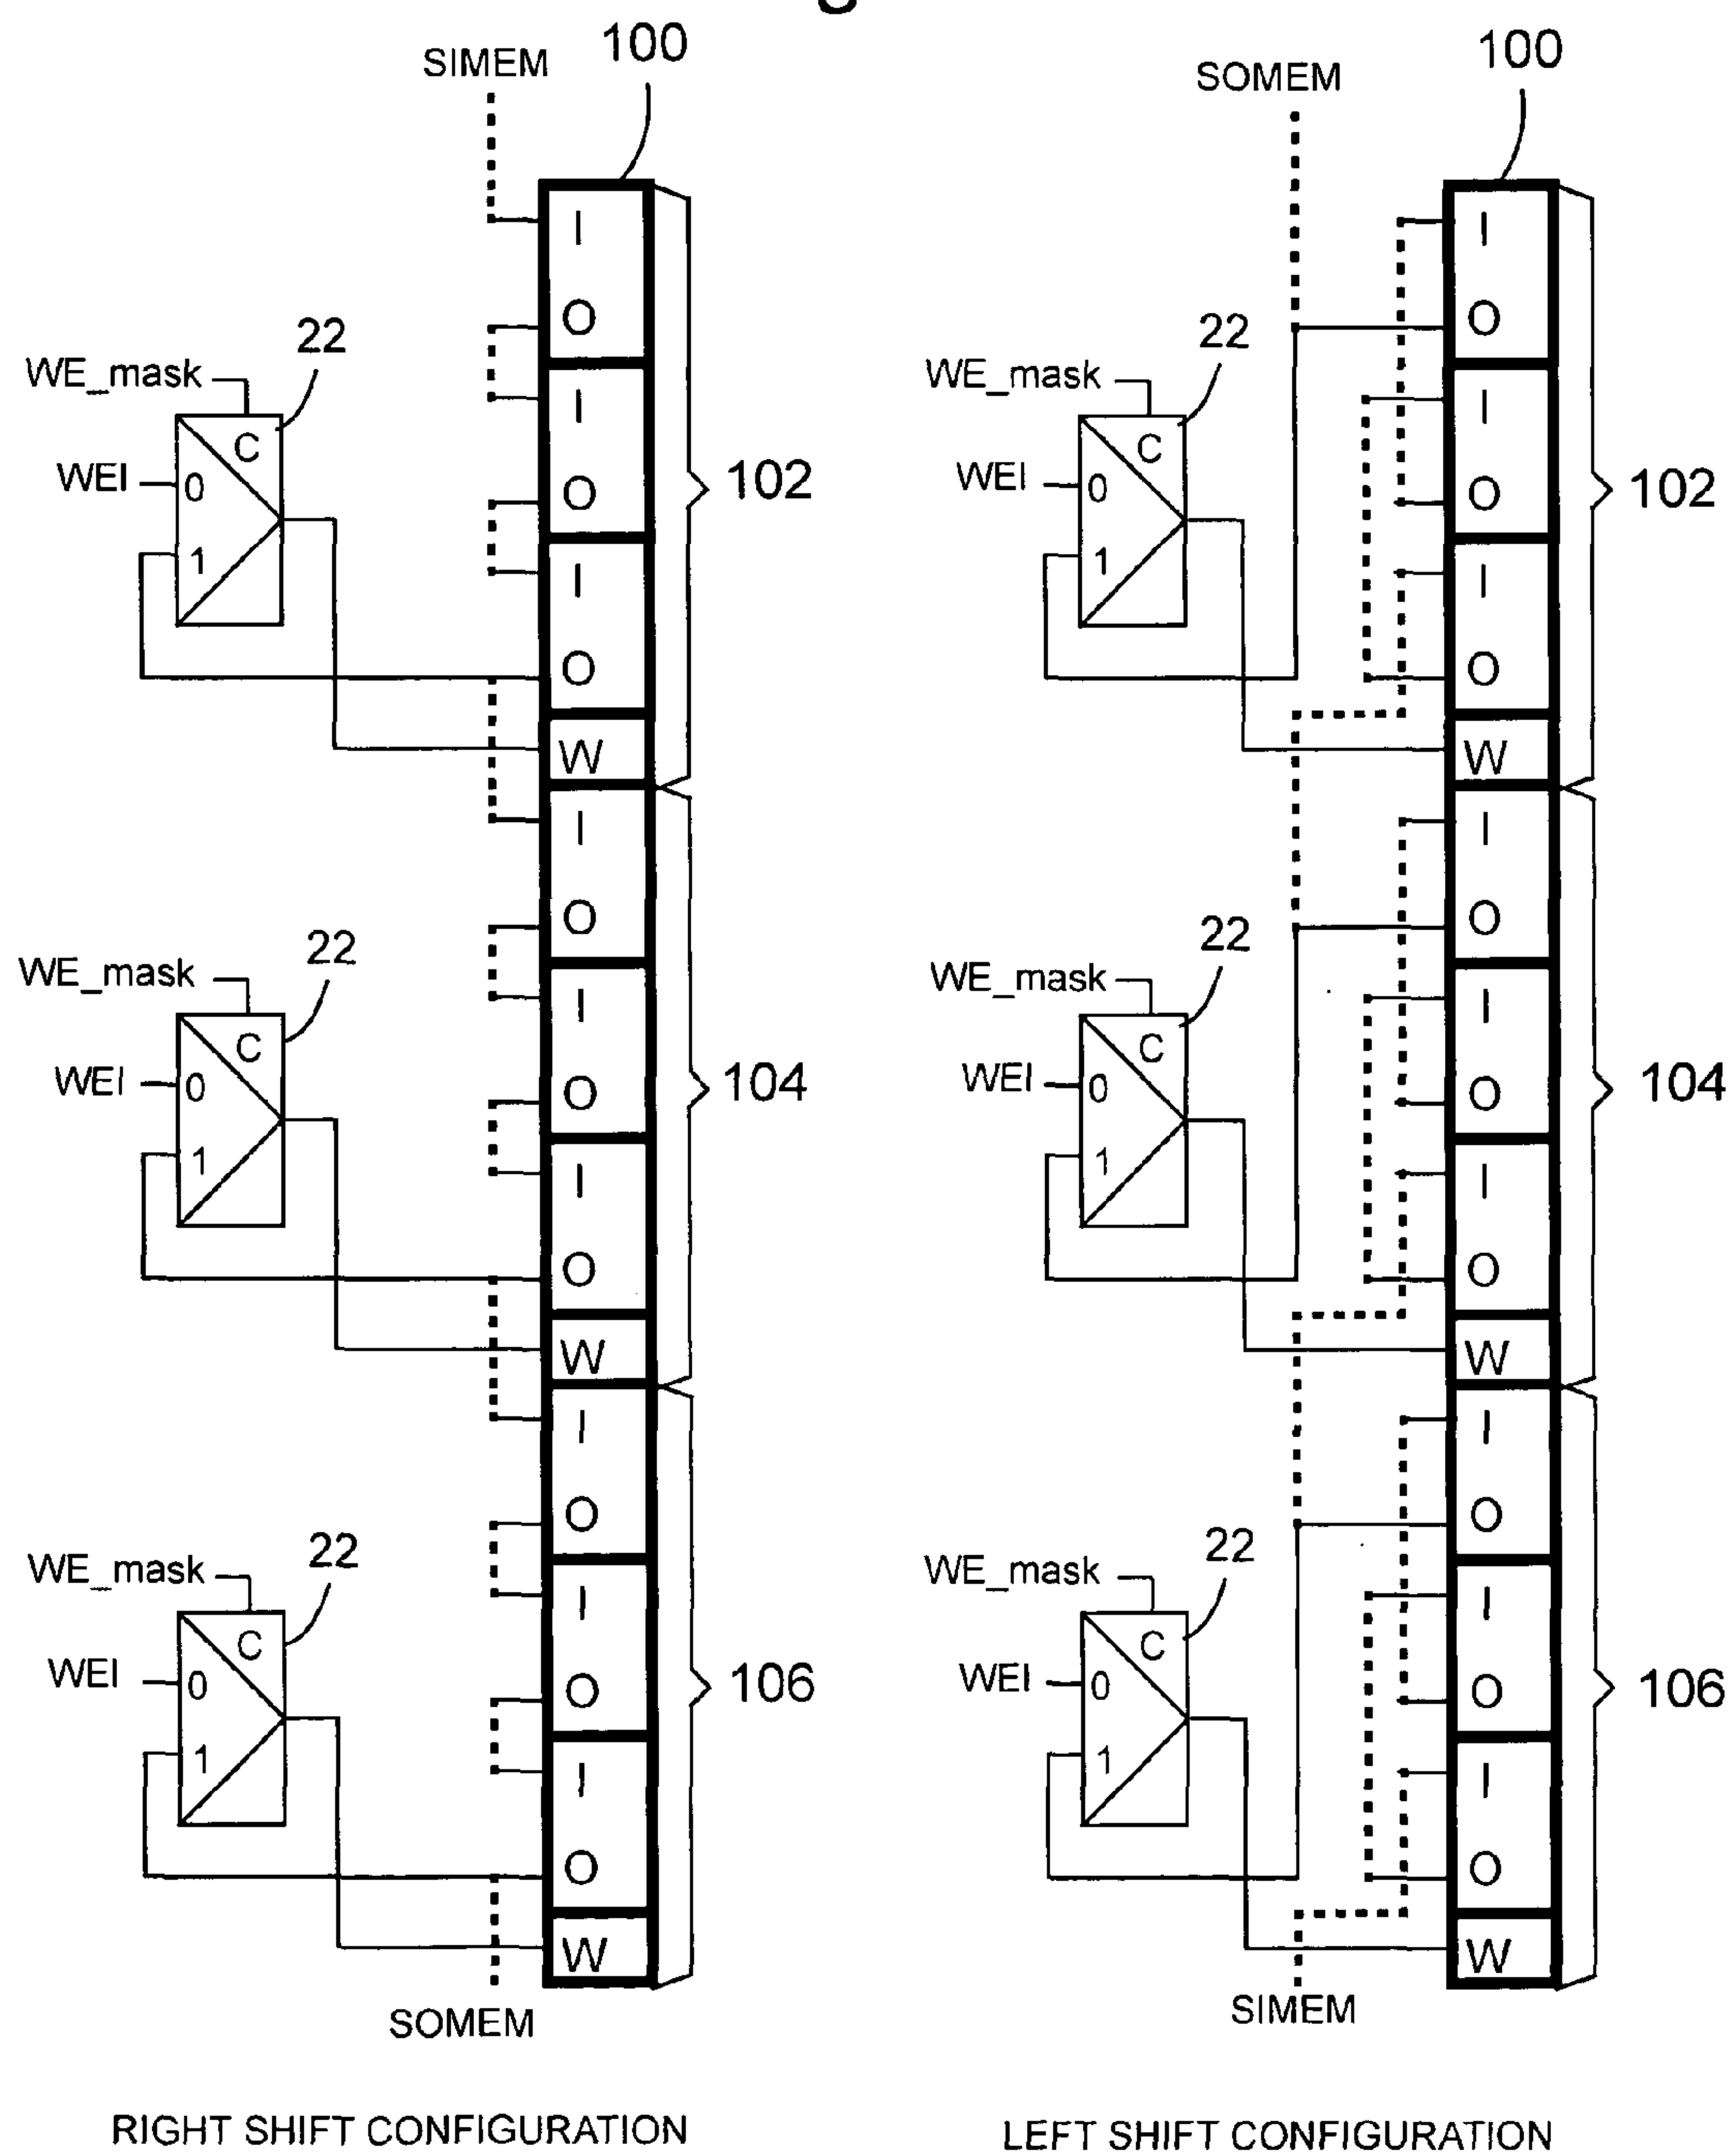 SIMEM
100
I
O
I
O
I
O
W
I
O
I
O
I
O
W
I
O
I
O
I
O
W
22
WE_mask
C
WEI
0
1
102
22
WE_mask
C
WEI
0
1
104
22
WE_mask
C
WEI
0
1
106
SOMEM
RIGHT SHIFT CONFIGURATION
SOMEM
100
I
O
I
O
I
O
W
I
O
I
O
I
O
W
I
O
I
O
I
O
W
22
WE_mask
C
WEI
0
1
102
22
WE_mask
C
WEI
0
1
104
22
WE_mask
C
WEI
0
1
106
SIMEM
LEFT SHIFT CONFIGURATION